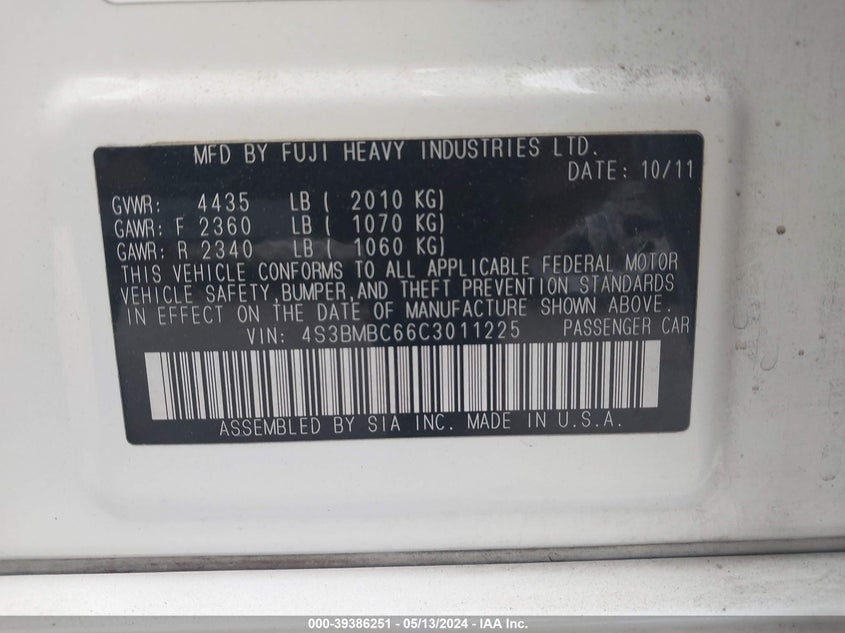 MFD BY FUJI HEAVY INDUSTRIES LTD.
DATE: 10/11
GVWR: 4435 LB ( 2010 KG)
GAWR: F 2360 LB ( 1070 KG)
GAWR: R 2340 LB ( 1060 KG)
THIS VEHICLE CONFORMS TO ALL APPLICABLE FEDERAL MOTOR
VEHICLE SAFETY,BUMPER,AND THEFT PREVENTION STANDARDS
IN EFFECT ON THE DATE OF MANUFACTURE SHOWN ABOVE.
VIN: 4S3BMBC66C3011225 PASSENGER CAR
ASSEMBLED BY SIA INC. MADE IN U.S.A.
000-39386251 - 05/13/2024 - IAA Inc.